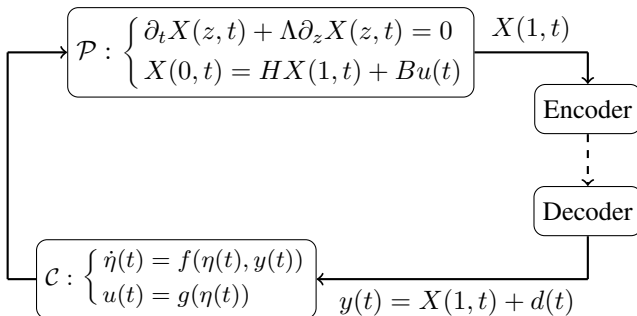 𝒫 : { ∂ₜX(z, t) + Λ∂_zX(z, t) = 0
X(0, t) = HX(1, t) + Bu(t)
X(1, t)
Encoder
Decoder
𝒞 : { η̇(t) = f(η(t), y(t))
u(t) = g(η(t))
y(t) = X(1, t) + d(t)